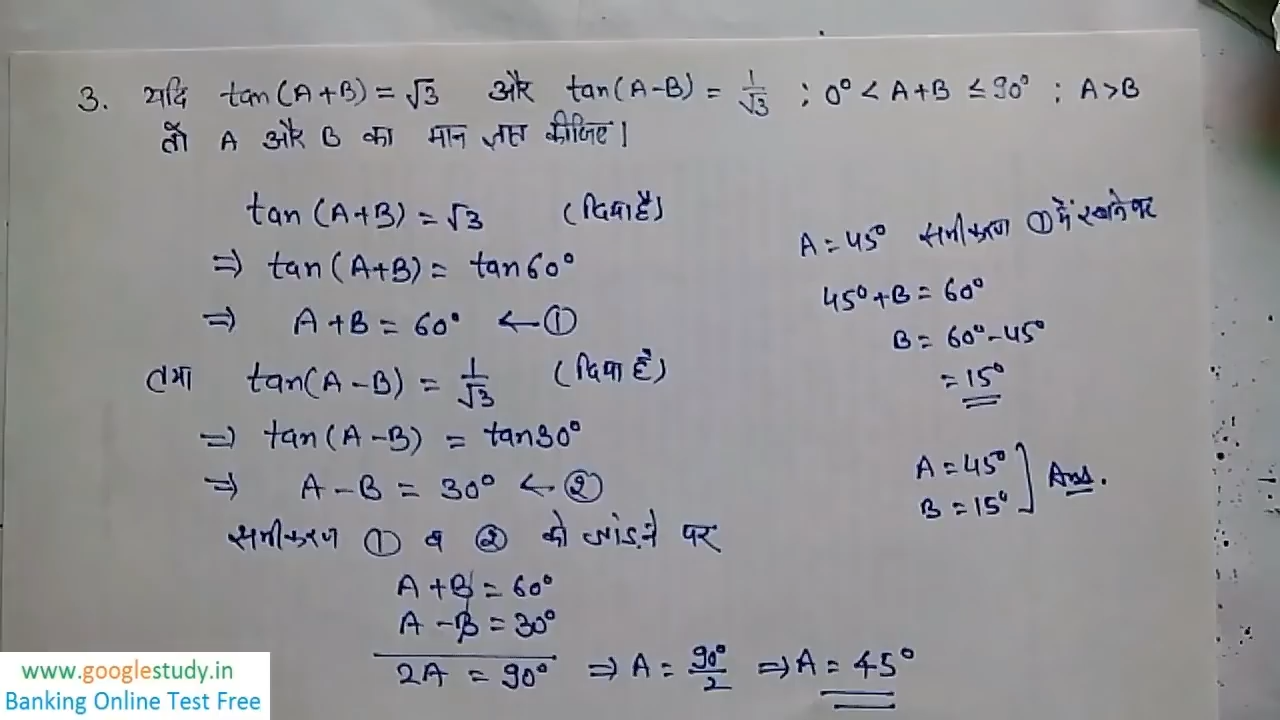 3. यदि tan(A+B) = √3 और tan(A-B) = 1/√3 ; 0° < A+B ≤ 90° ; A>B
तो A और B का मान ज्ञात कीजिए।
tan(A+B) = √3 (दिया है)
⇒ tan(A+B) = tan60°
⇒ A+B = 60° ← ①
तथा tan(A-B) = 1/√3 (दिया है)
⇒ tan(A-B) = tan30°
⇒ A-B = 30° ← ②
समीकरण ① व ② को जोड़ने पर
A+B = 60°
A-B = 30°
2A = 90° ⇒ A = 90°/2 ⇒ A = 45°
A = 45° समीकरण ① में रखने पर
45°+B = 60°
B = 60°-45°
= 15°
A = 45°
B = 15° ] Ans.
www.googlestudy.in
Banking Online Test Free